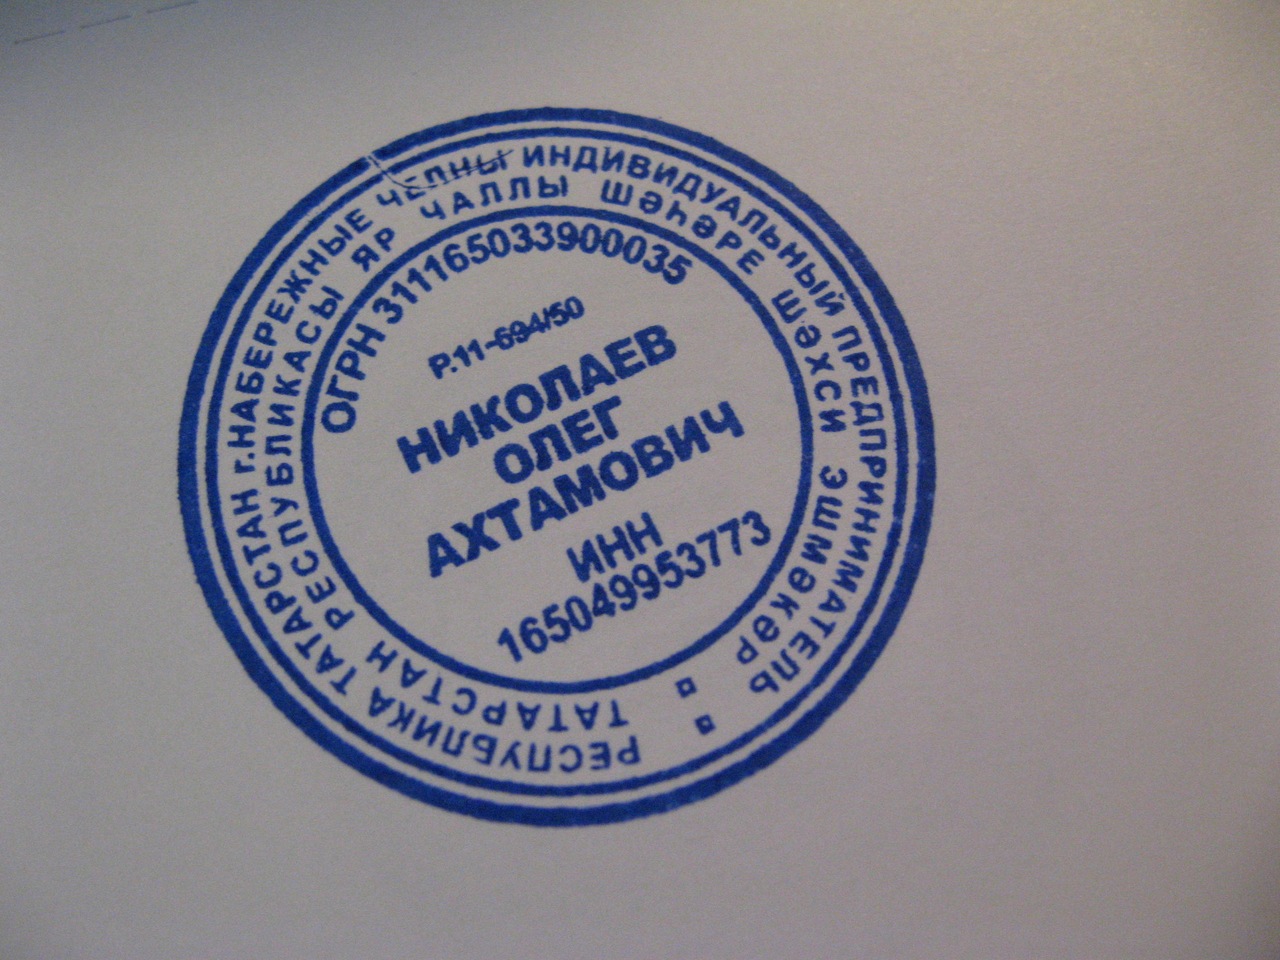 РЕСПУБЛИКА ТАТАРСТАН г.НАБЕРЕЖНЫЕ ЧЕЛНЫ ИНДИВИДУАЛЬНЫЙ ПРЕДПРИНИМАТЕЛЬ
ТАТАРСТАН РЕСПУБЛИКАСЫ ЯР ЧАЛЛЫ ШӘҺӘРЕ ШӘХСИ ЭШМӘКӘР
ОГРН 311165033900035
Р.11-694/50
НИКОЛАЕВ
ОЛЕГ
АХТАМОВИЧ
ИНН
165049953773